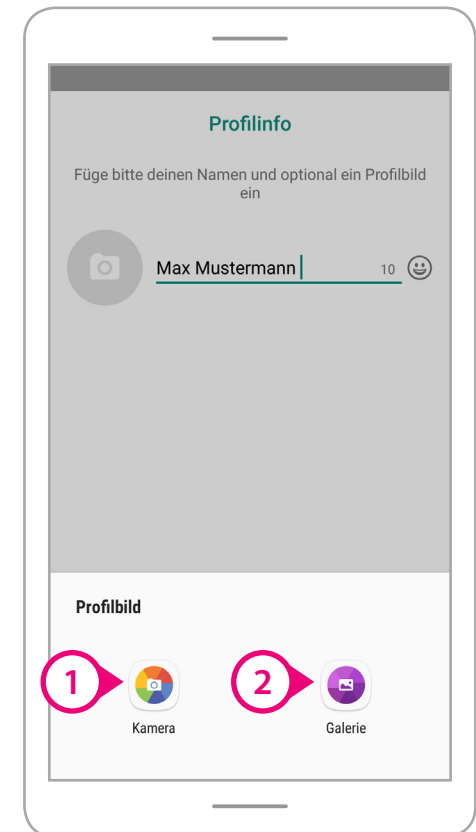 Profilinfo
Füge bitte deinen Namen und optional ein Profilbild
ein
Max Mustermann 10
Profilbild
1 2
Kamera Galerie